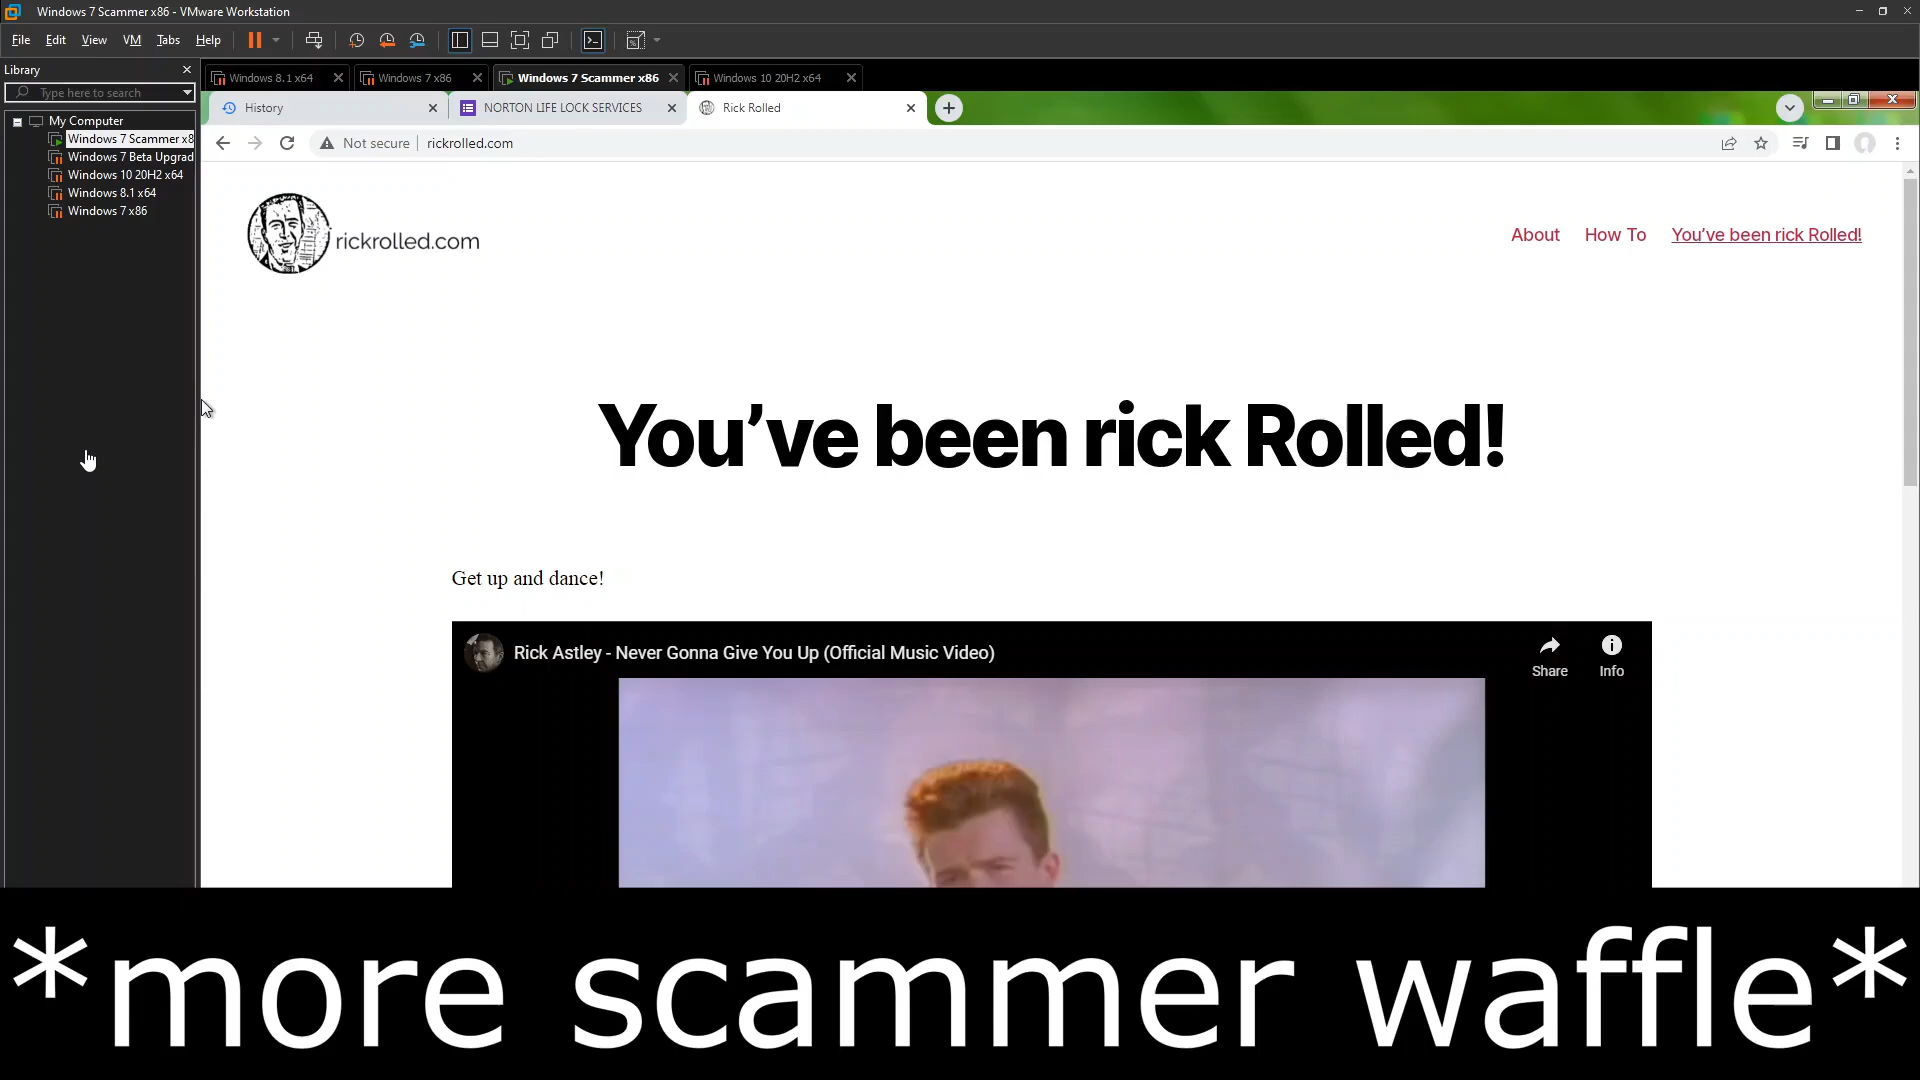 Windows 7 Scammer x86 - VMware Workstation
File Edit View VM Tabs Help
Library
Type here to search
My Computer
Windows 7 Scammer x8
Windows 7 Beta Upgrad
Windows 10 20H2 x64
Windows 8.1 x64
Windows 7 x86
Windows 8.1 x64 Windows 7 x86 Windows 7 Scammer x86 Windows 10 20H2 x64
History NORTON LIFE LOCK SERVICES Rick Rolled
Not secure rickrolled.com
rickrolled.com
About How To You’ve been rick Rolled!
You’ve been rick Rolled!
Get up and dance!
Rick Astley - Never Gonna Give You Up (Official Music Video)
Share Info
*more scammer waffle*